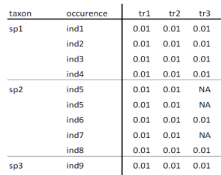 taxon occurence tr1 tr2 tr3
sp1 ind1 0.01 0.01 0.01
ind2 0.01 0.01 0.01
ind3 0.01 0.01 0.01
ind4 0.01 0.01 0.01
sp2 ind5 0.01 0.01 NA
ind5 0.01 0.01 NA
ind6 0.01 0.01 0.01
ind7 0.01 0.01 NA
ind8 0.01 0.01 0.01
sp3 ind9 0.01 0.01 0.01